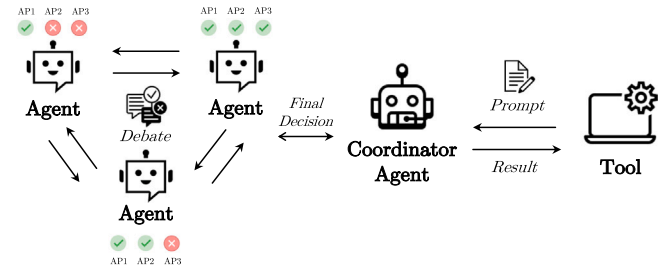 AP1 AP2 AP3
AP1 AP2 AP3
Agent
Agent
Debate
Agent
AP1 AP2 AP3
Final
Decision
Coordinator
Agent
Prompt
Result
Tool